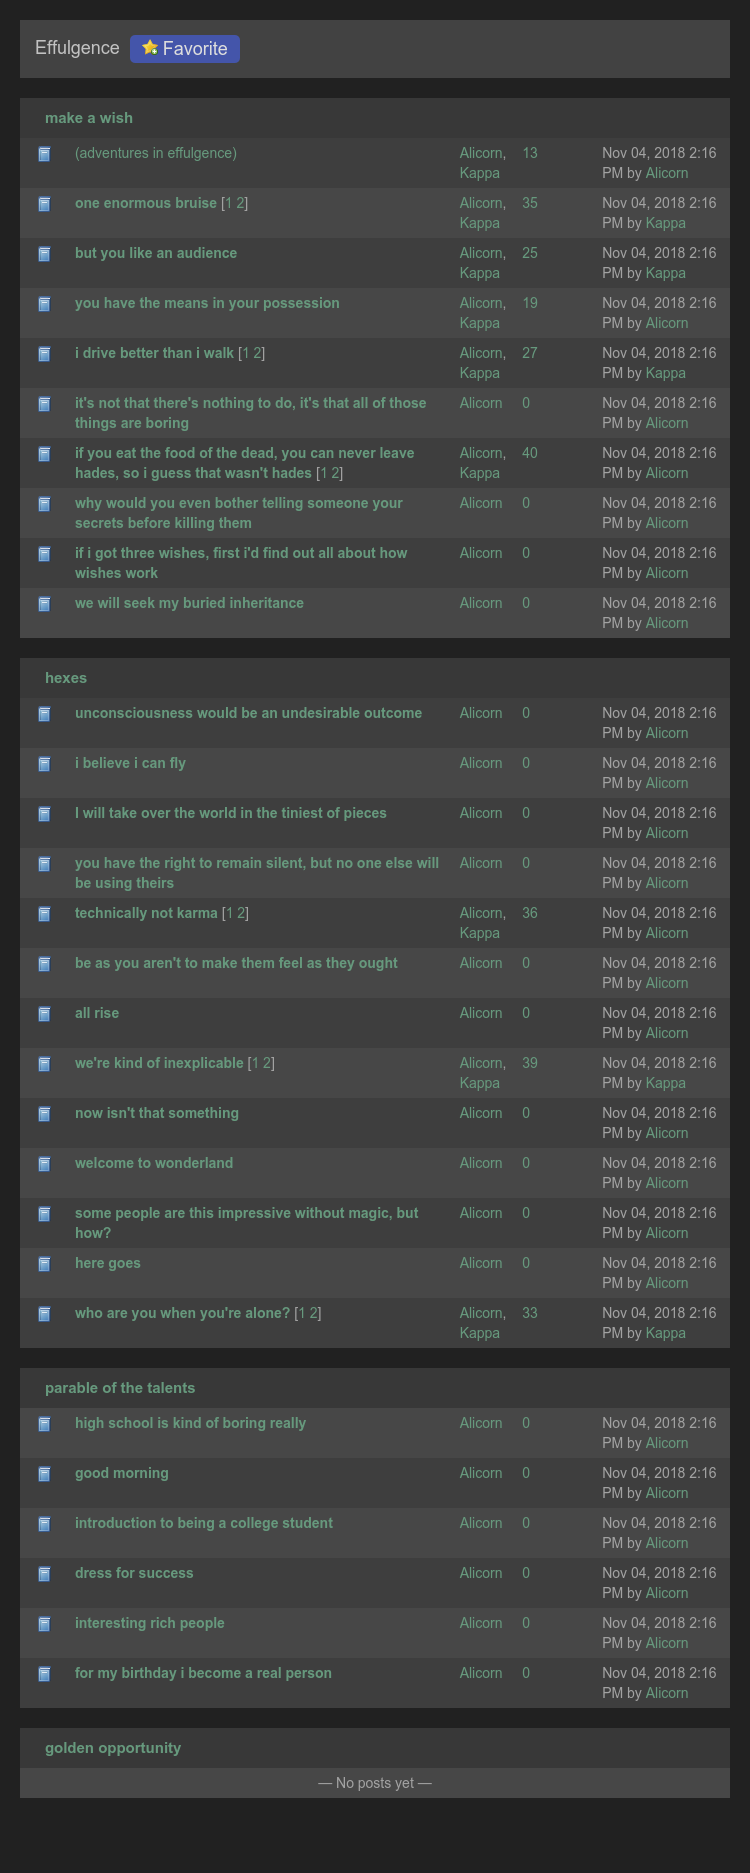 Effulgence Favorite
make a wish
(adventures in effulgence) Alicorn, 13 Nov 04, 2018 2:16
Kappa PM by Alicorn
one enormous bruise [1 2] Alicorn, 35 Nov 04, 2018 2:16
Kappa PM by Kappa
but you like an audience Alicorn, 25 Nov 04, 2018 2:16
Kappa PM by Kappa
you have the means in your possession Alicorn, 19 Nov 04, 2018 2:16
Kappa PM by Alicorn
i drive better than i walk [1 2] Alicorn, 27 Nov 04, 2018 2:16
Kappa PM by Kappa
it's not that there's nothing to do, it's that all of those Alicorn 0 Nov 04, 2018 2:16
things are boring PM by Alicorn
if you eat the food of the dead, you can never leave Alicorn, 40 Nov 04, 2018 2:16
hades, so i guess that wasn't hades [1 2] Kappa PM by Alicorn
why would you even bother telling someone your Alicorn 0 Nov 04, 2018 2:16
secrets before killing them PM by Alicorn
if i got three wishes, first i'd find out all about how Alicorn 0 Nov 04, 2018 2:16
wishes work PM by Alicorn
we will seek my buried inheritance Alicorn 0 Nov 04, 2018 2:16
PM by Alicorn
hexes
unconsciousness would be an undesirable outcome Alicorn 0 Nov 04, 2018 2:16
PM by Alicorn
i believe i can fly Alicorn 0 Nov 04, 2018 2:16
PM by Alicorn
I will take over the world in the tiniest of pieces Alicorn 0 Nov 04, 2018 2:16
PM by Alicorn
you have the right to remain silent, but no one else will Alicorn 0 Nov 04, 2018 2:16
be using theirs PM by Alicorn
technically not karma [1 2] Alicorn, 36 Nov 04, 2018 2:16
Kappa PM by Alicorn
be as you aren't to make them feel as they ought Alicorn 0 Nov 04, 2018 2:16
PM by Alicorn
all rise Alicorn 0 Nov 04, 2018 2:16
PM by Alicorn
we're kind of inexplicable [1 2] Alicorn, 39 Nov 04, 2018 2:16
Kappa PM by Kappa
now isn't that something Alicorn 0 Nov 04, 2018 2:16
PM by Alicorn
welcome to wonderland Alicorn 0 Nov 04, 2018 2:16
PM by Alicorn
some people are this impressive without magic, but Alicorn 0 Nov 04, 2018 2:16
how? PM by Alicorn
here goes Alicorn 0 Nov 04, 2018 2:16
PM by Alicorn
who are you when you're alone? [1 2] Alicorn, 33 Nov 04, 2018 2:16
Kappa PM by Kappa
parable of the talents
high school is kind of boring really Alicorn 0 Nov 04, 2018 2:16
PM by Alicorn
good morning Alicorn 0 Nov 04, 2018 2:16
PM by Alicorn
introduction to being a college student Alicorn 0 Nov 04, 2018 2:16
PM by Alicorn
dress for success Alicorn 0 Nov 04, 2018 2:16
PM by Alicorn
interesting rich people Alicorn 0 Nov 04, 2018 2:16
PM by Alicorn
for my birthday i become a real person Alicorn 0 Nov 04, 2018 2:16
PM by Alicorn
golden opportunity
— No posts yet —